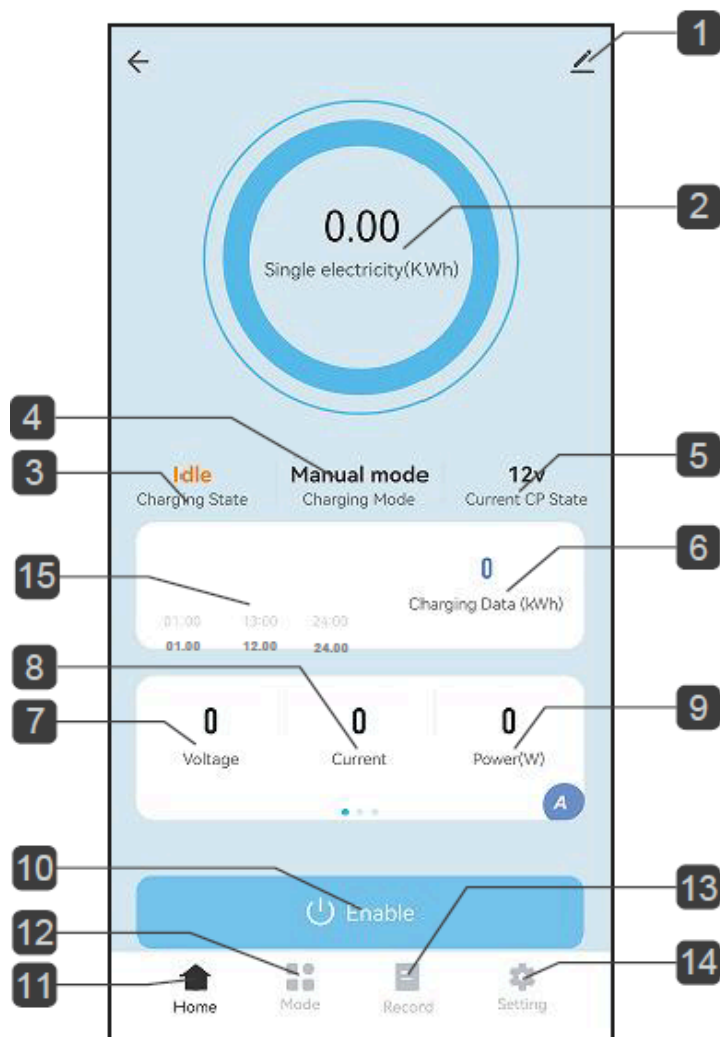 1
0.00
2
Single electricity(KWh)
4
Idle
Manual mode
12v
5
3
Charging State
Charging Mode
Current CP State
0
6
15
Charging Data (kWh)
01:00
13:00
24:00
01.00
12.00
24.00
8
0
0
0
9
7
Voltage
Current
Power(W)
A
10
Enable
13
12
14
11
Home
Mode
Record
Setting